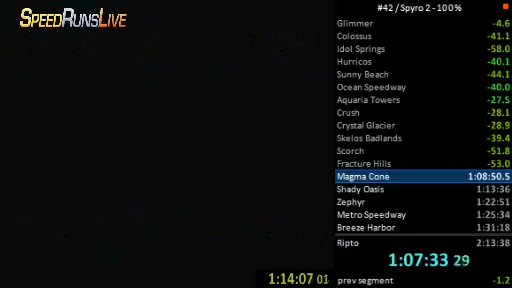 SPEEDRUNSLIVE
#42 / Spyro 2 - 100%
Glimmer -4.6
Colossus -41.1
Idol Springs -58.0
Hurricos -40.1
Sunny Beach -44.1
Ocean Speedway -40.0
Aquaria Towers -27.5
Crush -28.1
Crystal Glacier -28.9
Skelos Badlands -39.4
Scorch -51.8
Fracture Hills -53.0
Magma Cone 1:08:50.5
Shady Oasis 1:13:36
Zephyr 1:22:51
Metro Speedway 1:25:34
Breeze Harbor 1:31:18
Ripto 2:13:38
1:07:33 29
1:14:07 01
prev segment -1.2